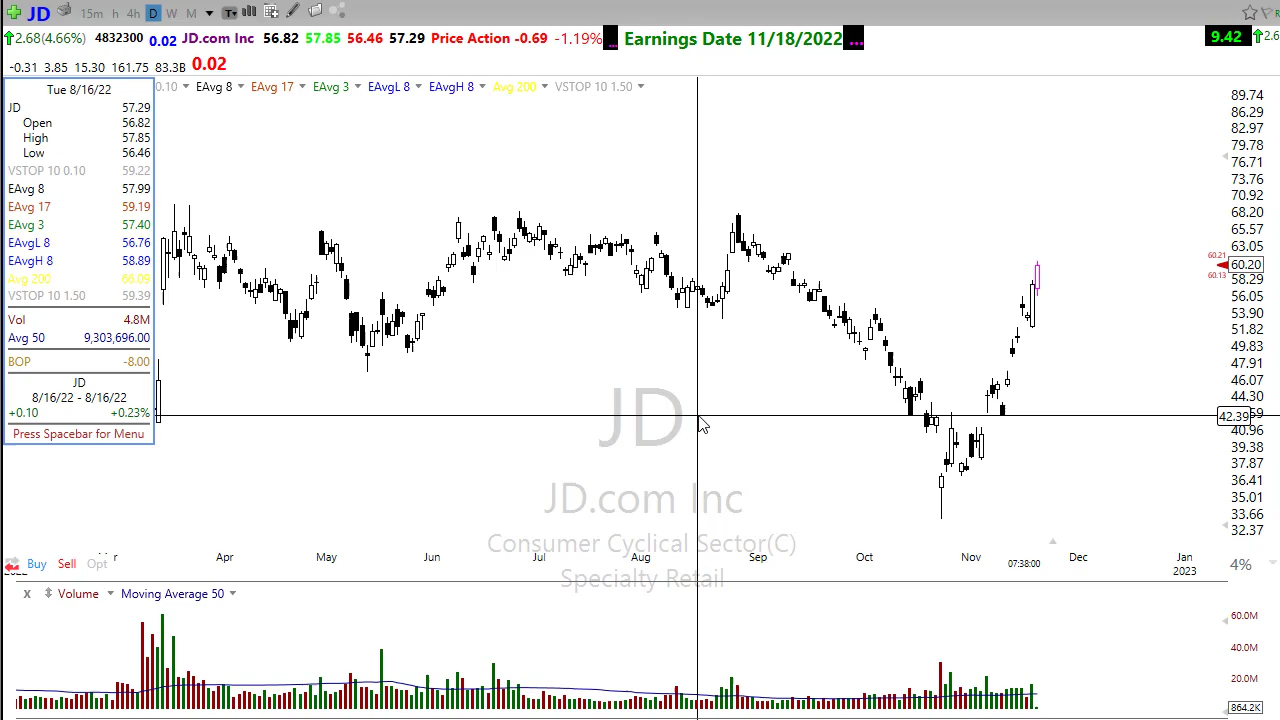 JD 15m h 4h D W M T
2.68(4.66%) 4832300 0.02 JD.com Inc 56.82 57.85 56.46 57.29 Price Action -0.69 -1.19% ... Earnings Date 11/18/2022 ... 9.42 2.6
-0.31 3.85 15.30 161.75 83.3B 0.02
0.10 EAvg 8 EAvg 17 EAvg 3 EAvgL 8 EAvgH 8 Avg 200 VSTOP 10 1.50
Tue 8/16/22
JD 57.29
Open 56.82
High 57.85
Low 56.46
VSTOP 10 0.10 59.22
EAvg 8 57.99
EAvg 17 59.19
EAvg 3 57.40
EAvgL 8 56.76
EAvgH 8 58.89
Avg 200 66.09
VSTOP 10 1.50 59.39
Vol 4.8M
Avg 50 9,303,696.00
BOP -8.00
JD
8/16/22 - 8/16/22
+0.10 +0.23%
Press Spacebar for Menu
89.74
86.29
82.97
79.78
76.71
73.76
70.92
68.20
65.57
63.05
60.21
60.20
60.13
58.29
56.05
53.90
51.82
49.83
47.91
46.07
44.30
42.39
40.96
39.38
37.87
36.41
35.01
33.66
32.37
JD
JD.com Inc
Consumer Cyclical Sector(C)
Specialty Retail
Apr May Jun Jul Aug Sep Oct Nov Dec Jan
07:38:00
2023
Buy Sell Opt
4%
x Volume Moving Average 50
60.0M
40.0M
20.0M
864.2K